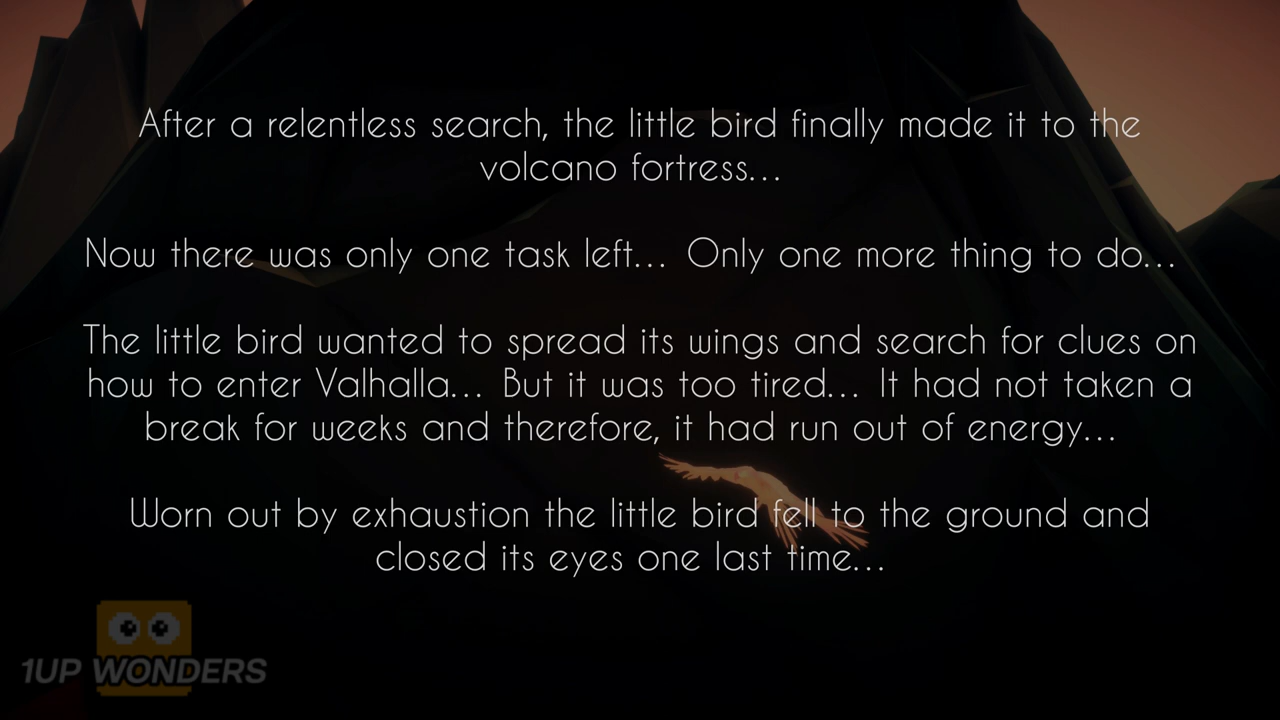 After a relentless search, the little bird finally made it to the
volcano fortress...
Now there was only one task left... Only one more thing to do...
The little bird wanted to spread its wings and search for clues on
how to enter Valhalla... But it was too tired... It had not taken a
break for weeks and therefore, it had run out of energy...
Worn out by exhaustion the little bird fell to the ground and
closed its eyes one last time...
1UP WONDERS